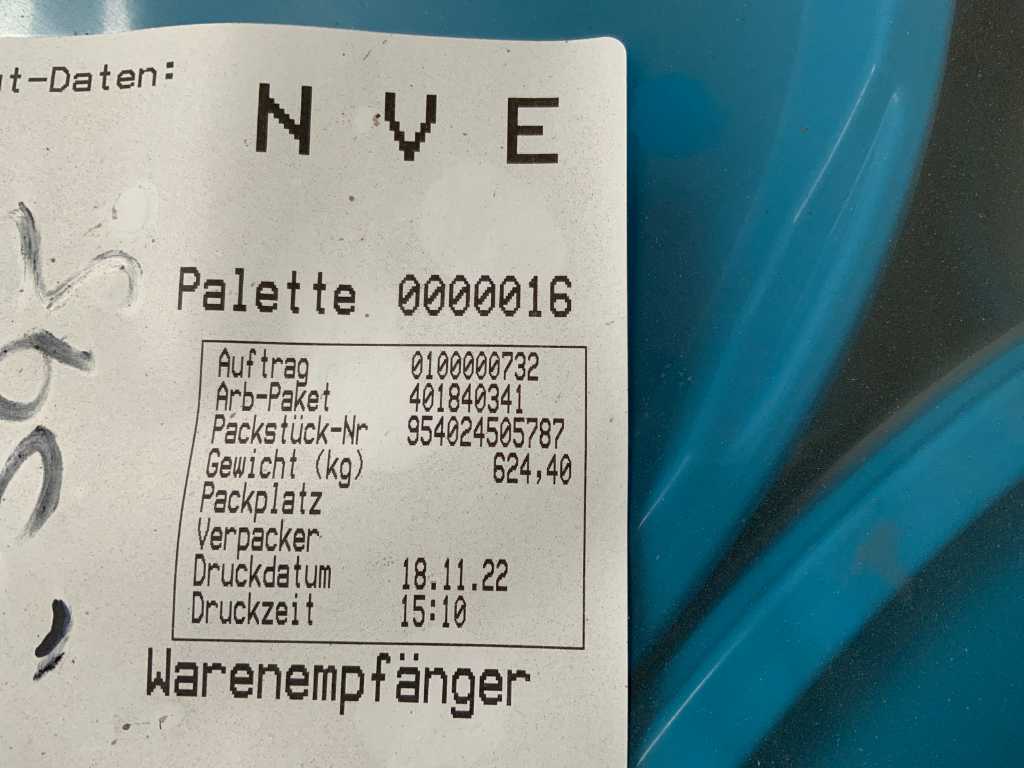 t-Daten:
NVE
Palette 0000016
Auftrag 0100000732
Arb-Paket 401840341
Packstück-Nr 954024505787
Gewicht (kg) 624,40
Packplatz
Verpacker
Druckdatum 18.11.22
Druckzeit 15:10
Warenempfänger